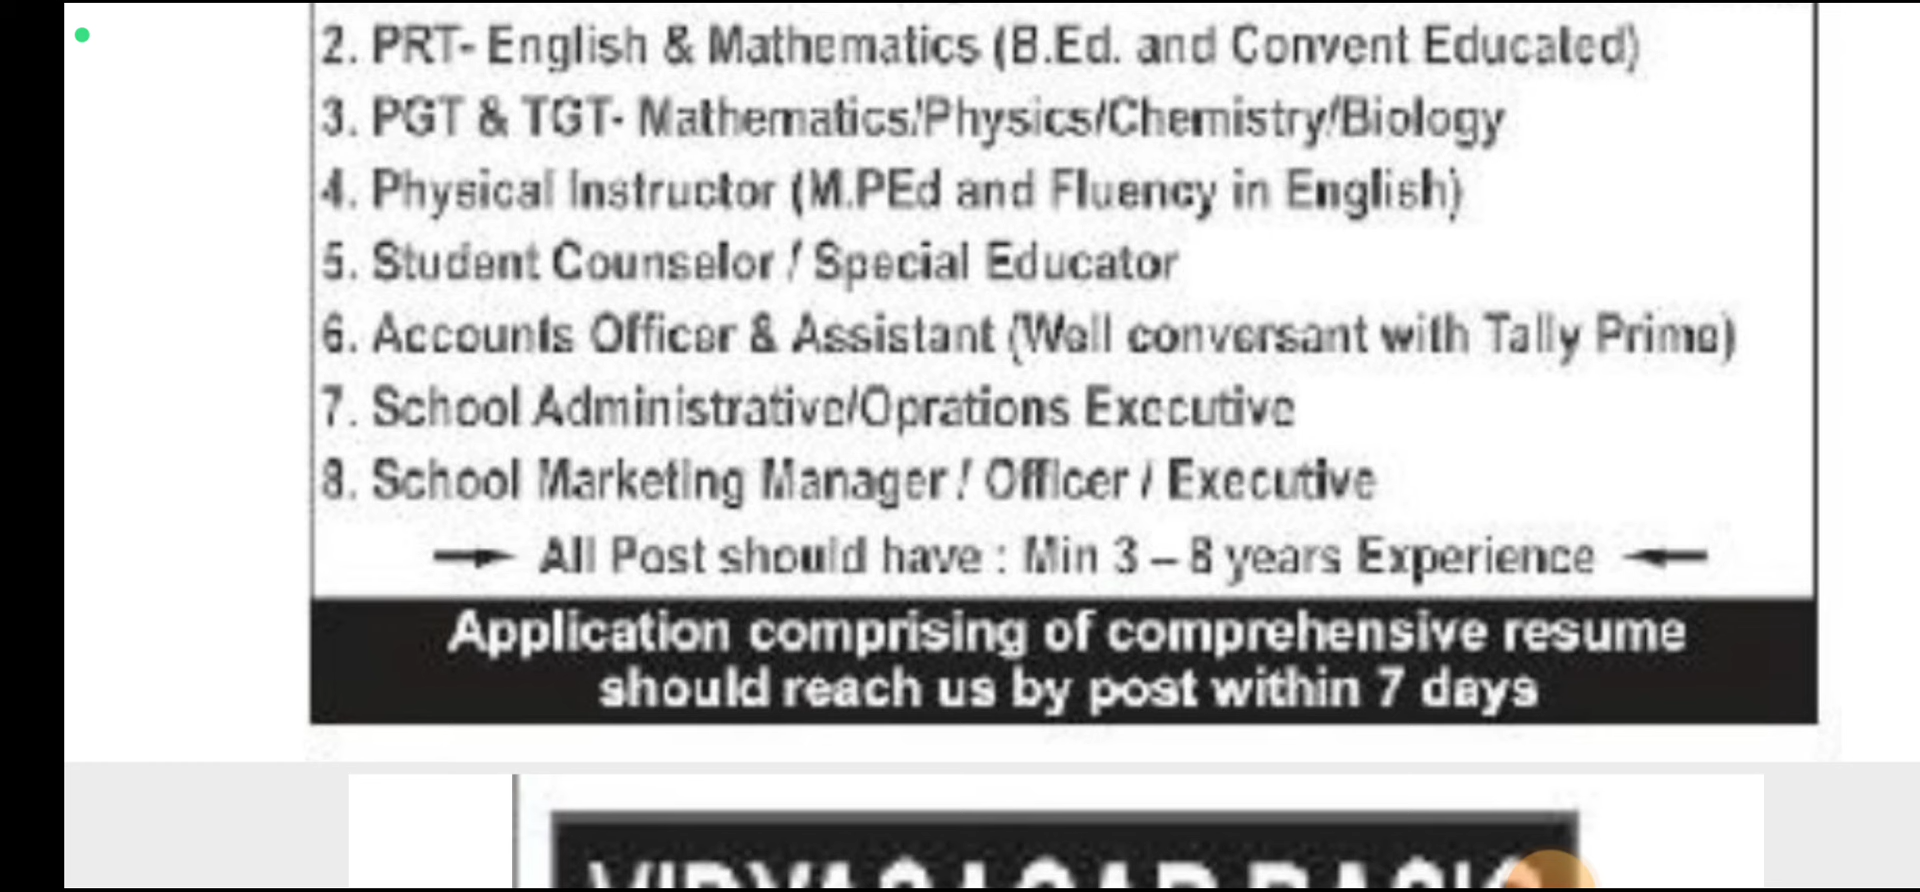 2. PRT- English & Mathematics (B.Ed. and Convent Educated)
3. PGT & TGT- Mathematics/Physics/Chemistry/Biology
4. Physical Instructor (M.PEd and Fluency in English)
5. Student Counselor / Special Educator
6. Accounts Officer & Assistant (Well conversant with Tally Prime)
7. School Administrative/Oprations Executive
8. School Marketing Manager / Officer / Executive
All Post should have : Min 3 – 8 years Experience
Application comprising of comprehensive resume
should reach us by post within 7 days